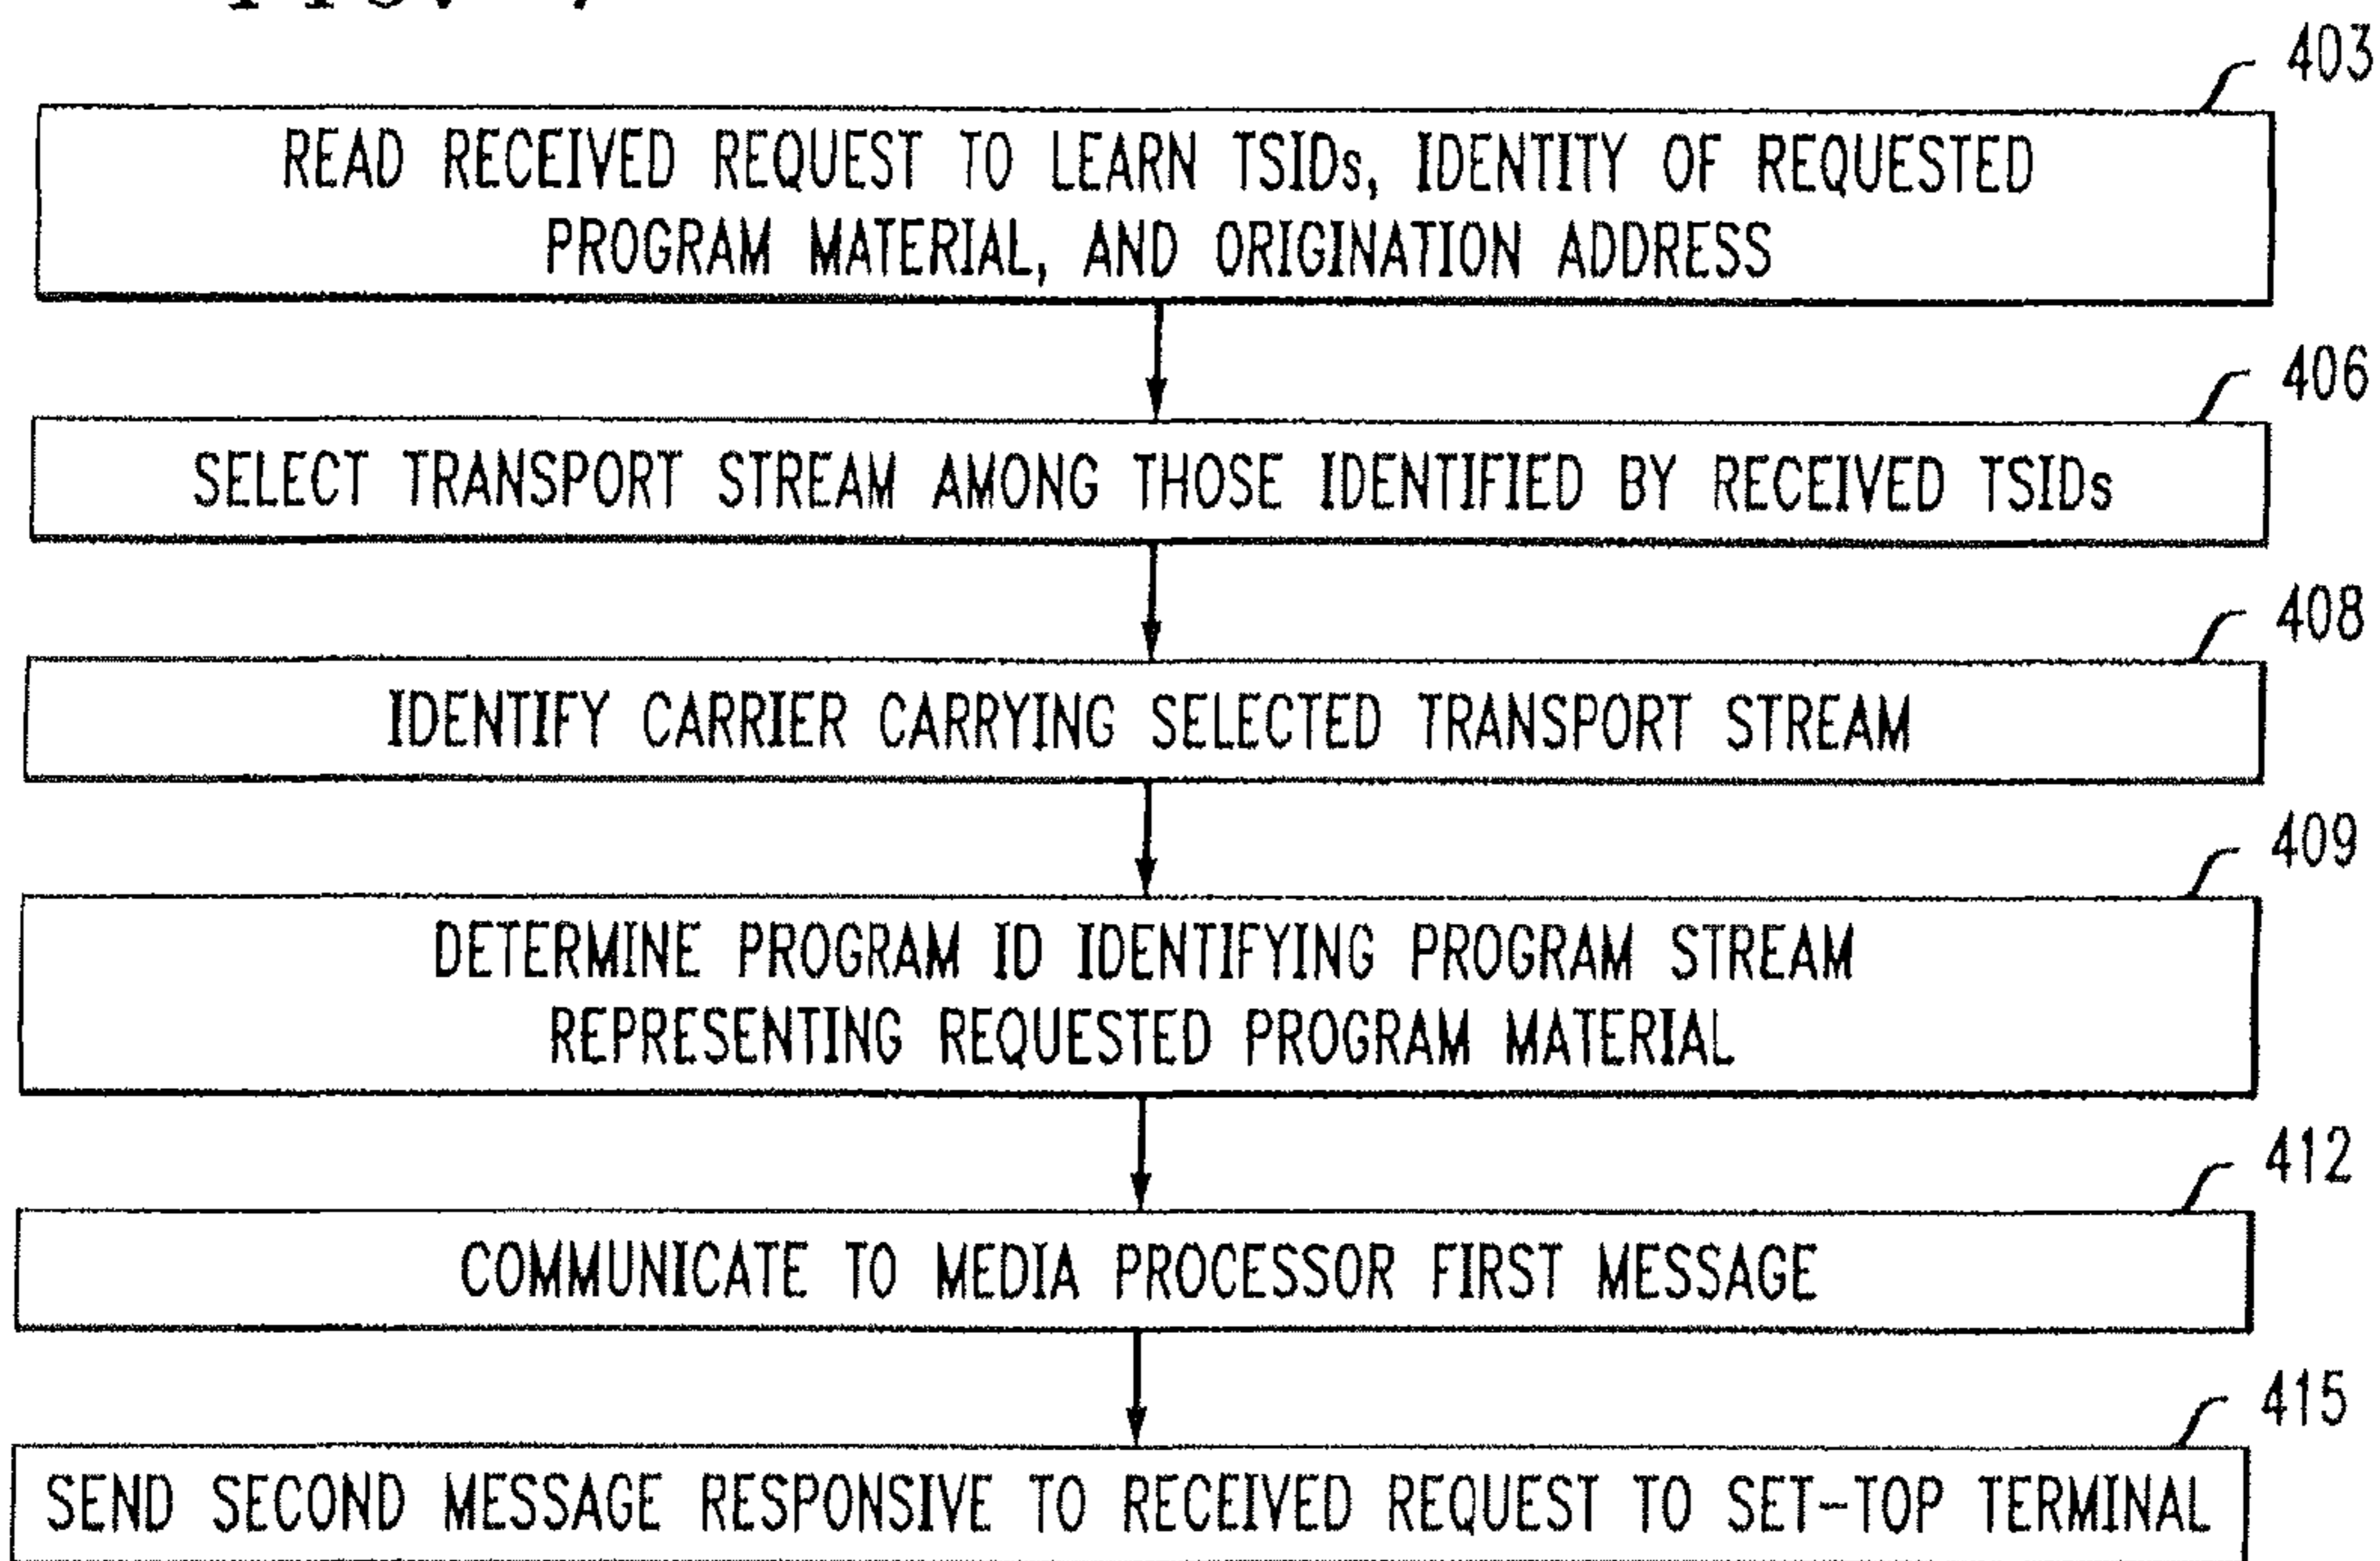 403
READ RECEIVED REQUEST TO LEARN TSIDs, IDENTITY OF REQUESTED
PROGRAM MATERIAL, AND ORIGINATION ADDRESS
406
SELECT TRANSPORT STREAM AMONG THOSE IDENTIFIED BY RECEIVED TSIDs
408
IDENTIFY CARRIER CARRYING SELECTED TRANSPORT STREAM
409
DETERMINE PROGRAM ID IDENTIFYING PROGRAM STREAM
REPRESENTING REQUESTED PROGRAM MATERIAL
412
COMMUNICATE TO MEDIA PROCESSOR FIRST MESSAGE
415
SEND SECOND MESSAGE RESPONSIVE TO RECEIVED REQUEST TO SET-TOP TERMINAL